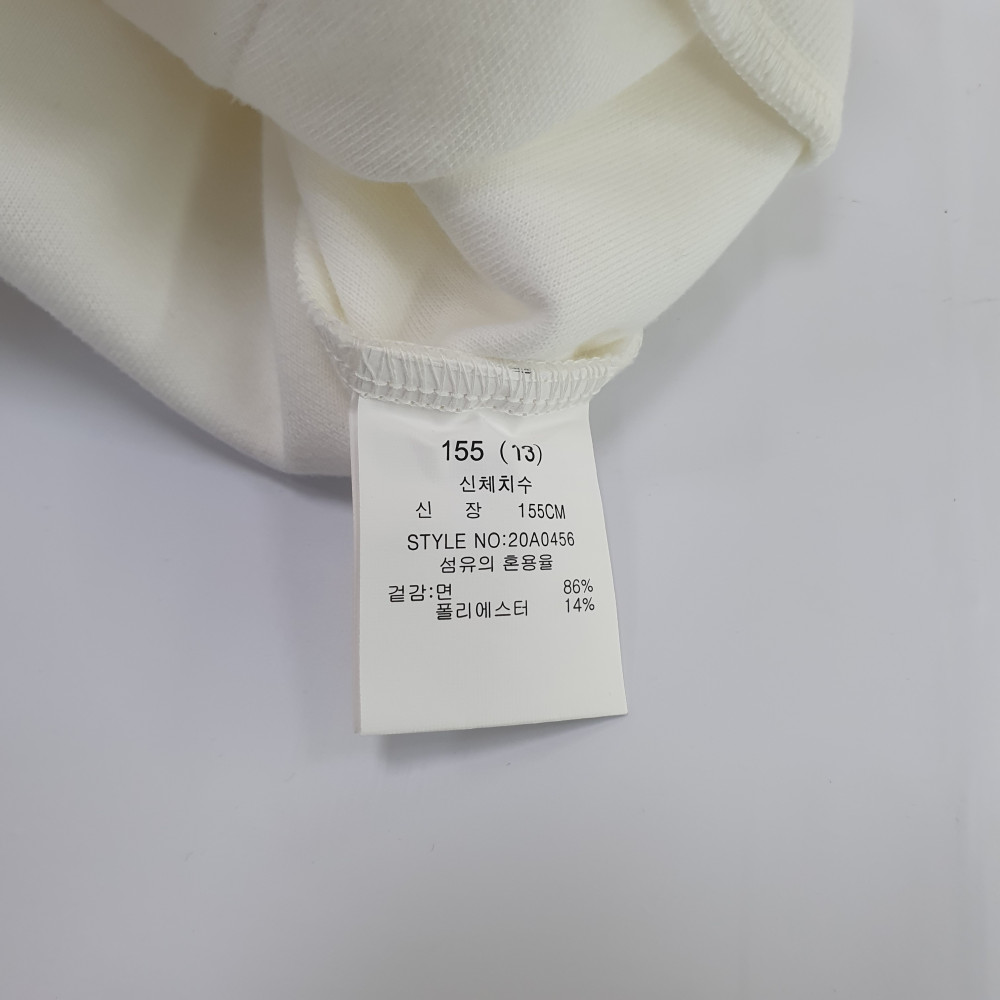 155 (13)
신체치수
신 장 155CM
STYLE NO:20A0456
섬유의 혼용율
겉감:면 86%
폴리에스터 14%